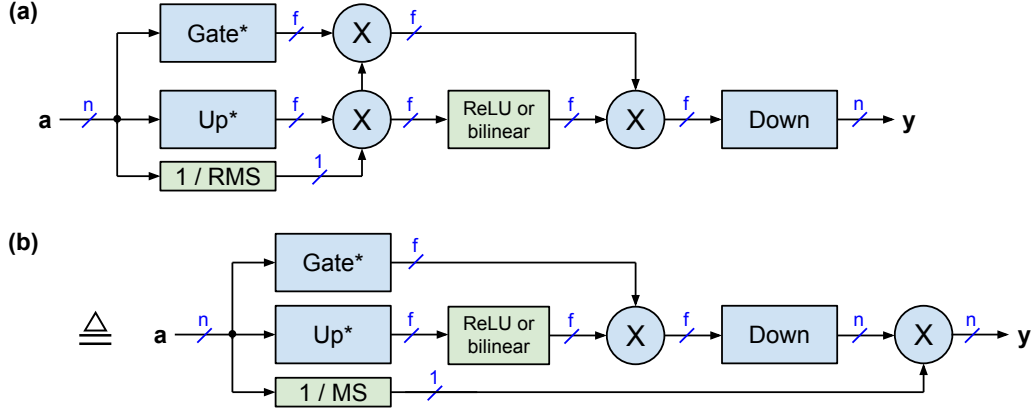 (a)
Gate* f X f
n f f f f n
a Up* X ReLU or bilinear X Down y
1 / RMS 1
(b)
Gate* f
n f f f n n
≜ a Up* ReLU or bilinear X Down X y
1 / MS 1